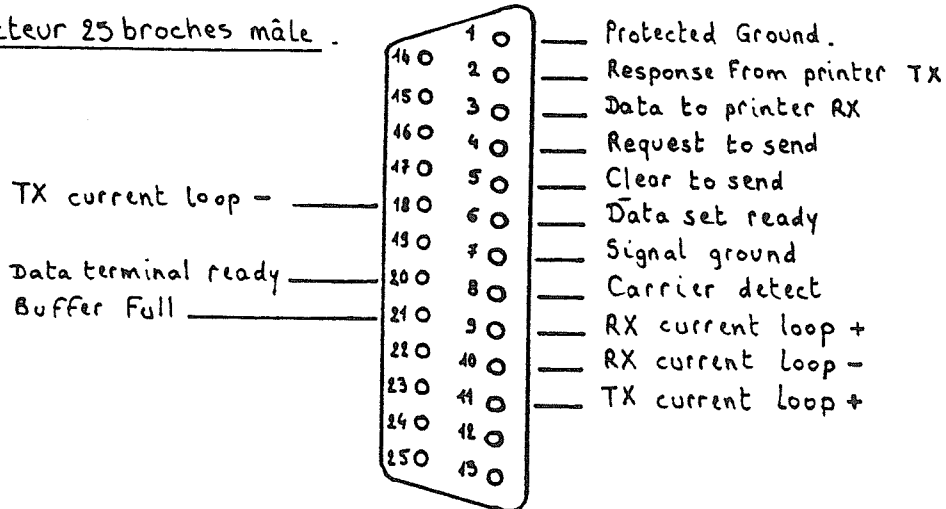 cteur 25 broches mâle.
1 Protected Ground.
14
2 Response From printer TX
15
3 Data to printer RX
16
4 Request to send
17
5 Clear to send
TX current loop - 18
6 Data set ready
19
7 Signal ground
Data terminal ready 20
8 Carrier detect
Buffer Full 21
9 RX current loop +
22
10 RX current loop -
23
11 TX current loop +
24
12
25
13